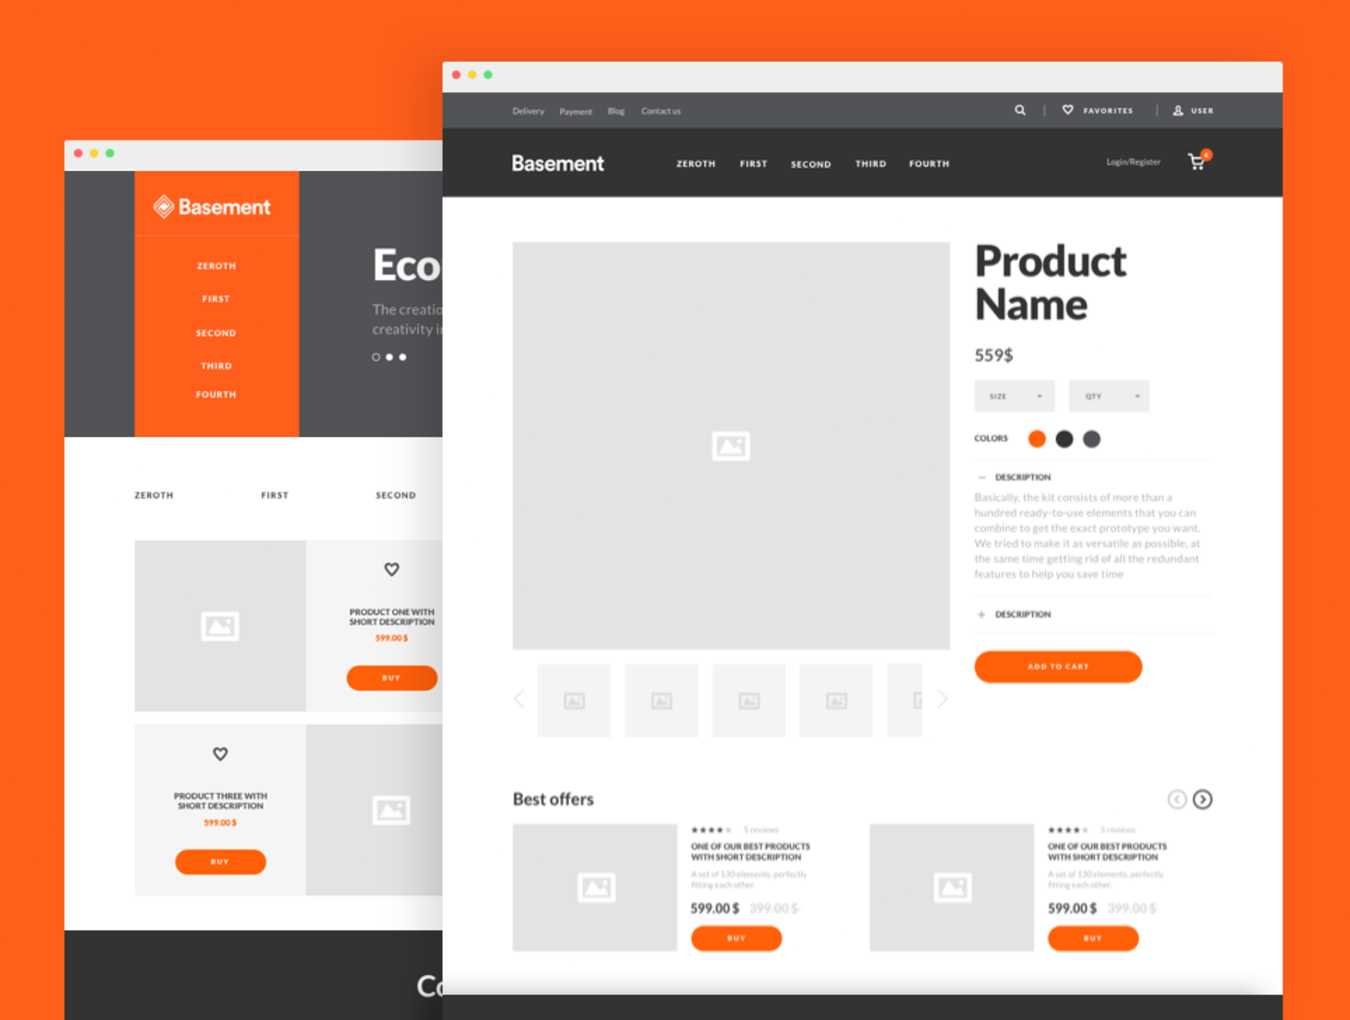 Basement
ZEROTH
FIRST
SECOND
THIRD
FOURTH
Eco
The creatio
creativity i
ZEROTH FIRST SECOND
PRODUCT ONE WITH
SHORT DESCRIPTION
599.00 $
BUY
PRODUCT THREE WITH
SHORT DESCRIPTION
599.00 $
BUY
Co
Delivery Payment Blog Contact us FAVORITES USER
Basement ZEROTH FIRST SECOND THIRD FOURTH Login/Register
Product
Name
559$
SIZE QTY
COLORS
DESCRIPTION
Basically, the kit consists of more than a
hundred ready-to-use elements that you can
combine to get the exact prototype you want.
We tried to make it as versatile as possible, at
the same time getting rid of all the redundant
features to help you save time
DESCRIPTION
ADD TO CART
Best offers
5 reviews
ONE OF OUR BEST PRODUCTS
WITH SHORT DESCRIPTION
A set of 130 elements, perfectly
fitting each other.
599.00 $ 399.00 $
BUY
5 reviews
ONE OF OUR BEST PRODUCTS
WITH SHORT DESCRIPTION
A set of 130 elements, perfectly
fitting each other.
599.00 $ 399.00 $
BUY